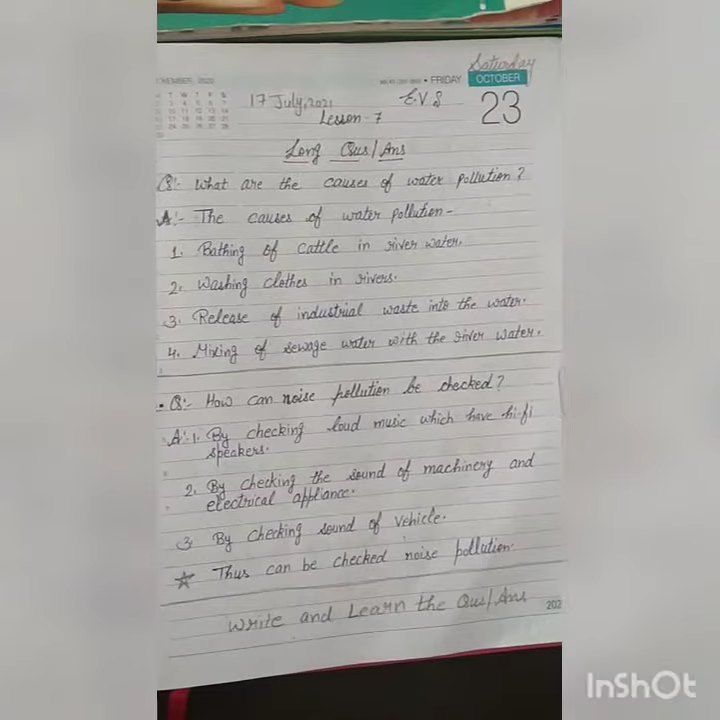 Saturday
FRIDAY OCTOBER
23
17 July, 2021 E.V.S
Lesson-7
Long Qus/Ans
Q:- What are the causes of water pollution?
A:- The causes of water pollution-
1. Bathing of cattle in river water.
2. Washing clothes in rivers.
3. Release of industrial waste into the water.
4. Mixing of sewage water with the river water.
Q:- How can noise pollution be checked?
A:-1. By checking loud music which have hi-fi
speakers.
2. By checking the sound of machinery and
electrical appliance.
3 By checking sound of vehicle.
Thus can be checked noise pollution.
Write and Learn the Qus/Ans
202
InShOt